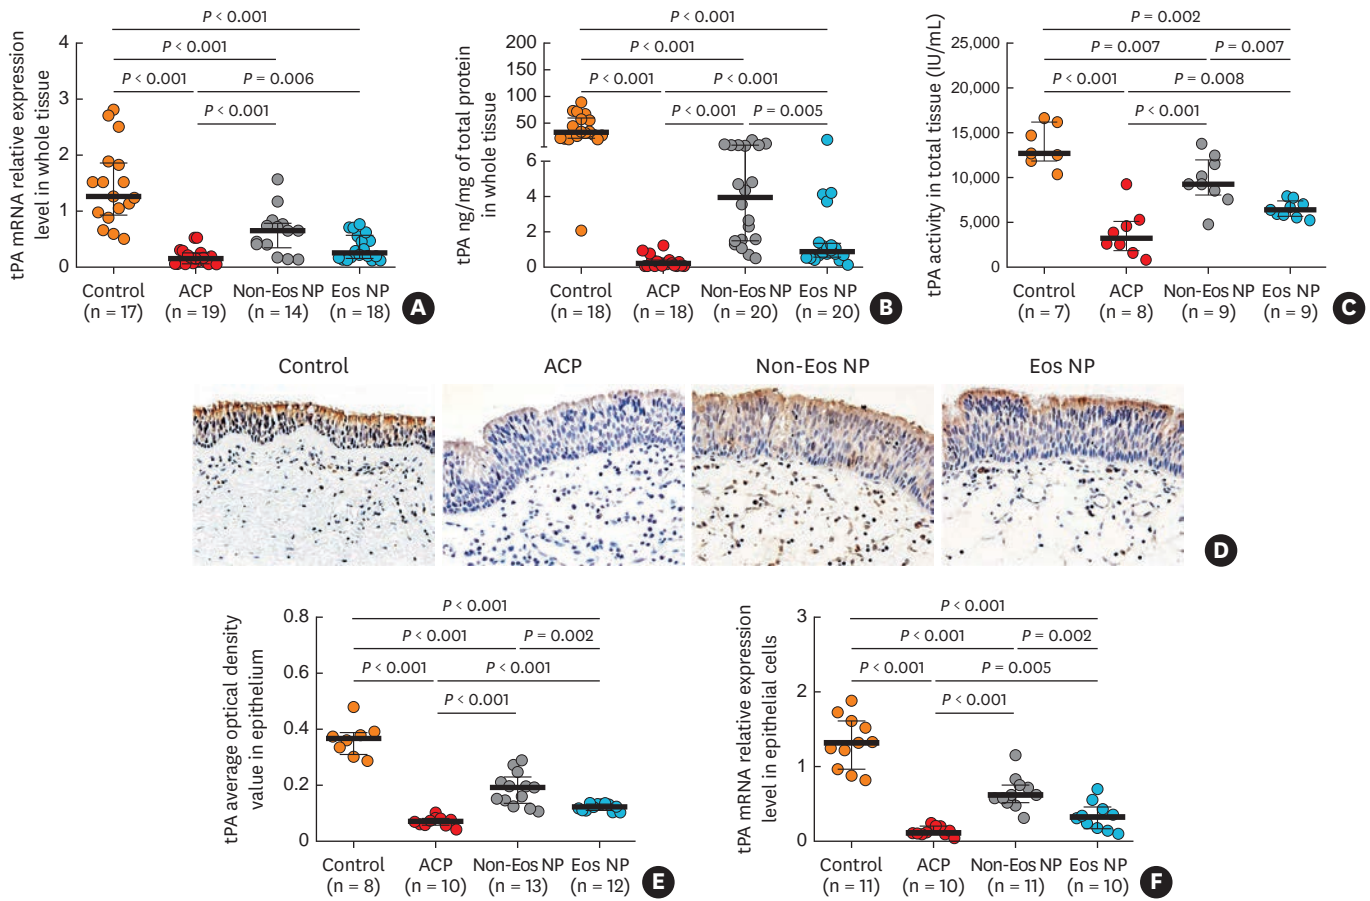 P < 0.001
P < 0.001
P < 0.001
P = 0.006
P < 0.001
tPA mRNA relative expression
level in whole tissue
4
3
2
1
0
Control
(n = 17)
ACP
(n = 19)
Non-Eos NP
(n = 14)
Eos NP
(n = 18)
A
P < 0.001
P < 0.001
P < 0.001
P < 0.001
P < 0.001
P = 0.005
tPA ng/mg of total protein
in whole tissue
200
150
100
50
6
4
2
0
Control
(n = 18)
ACP
(n = 18)
Non-Eos NP
(n = 20)
Eos NP
(n = 20)
B
P = 0.002
P = 0.007
P = 0.007
P < 0.001
P = 0.008
P < 0.001
tPA activity in total tissue (IU/mL)
25,000
20,000
15,000
10,000
5,000
0
Control
(n = 7)
ACP
(n = 8)
Non-Eos NP
(n = 9)
Eos NP
(n = 9)
C
Control
ACP
Non-Eos NP
Eos NP
D
P < 0.001
P < 0.001
P = 0.002
P < 0.001
P < 0.001
P < 0.001
tPA average optical density
value in epithelium
0.8
0.6
0.4
0.2
0
Control
(n = 8)
ACP
(n = 10)
Non-Eos NP
(n = 13)
Eos NP
(n = 12)
E
P < 0.001
P < 0.001
P = 0.002
P < 0.001
P = 0.005
P < 0.001
tPA mRNA relative expression
level in epithelial cells
3
2
1
0
Control
(n = 11)
ACP
(n = 10)
Non-Eos NP
(n = 11)
Eos NP
(n = 10)
F